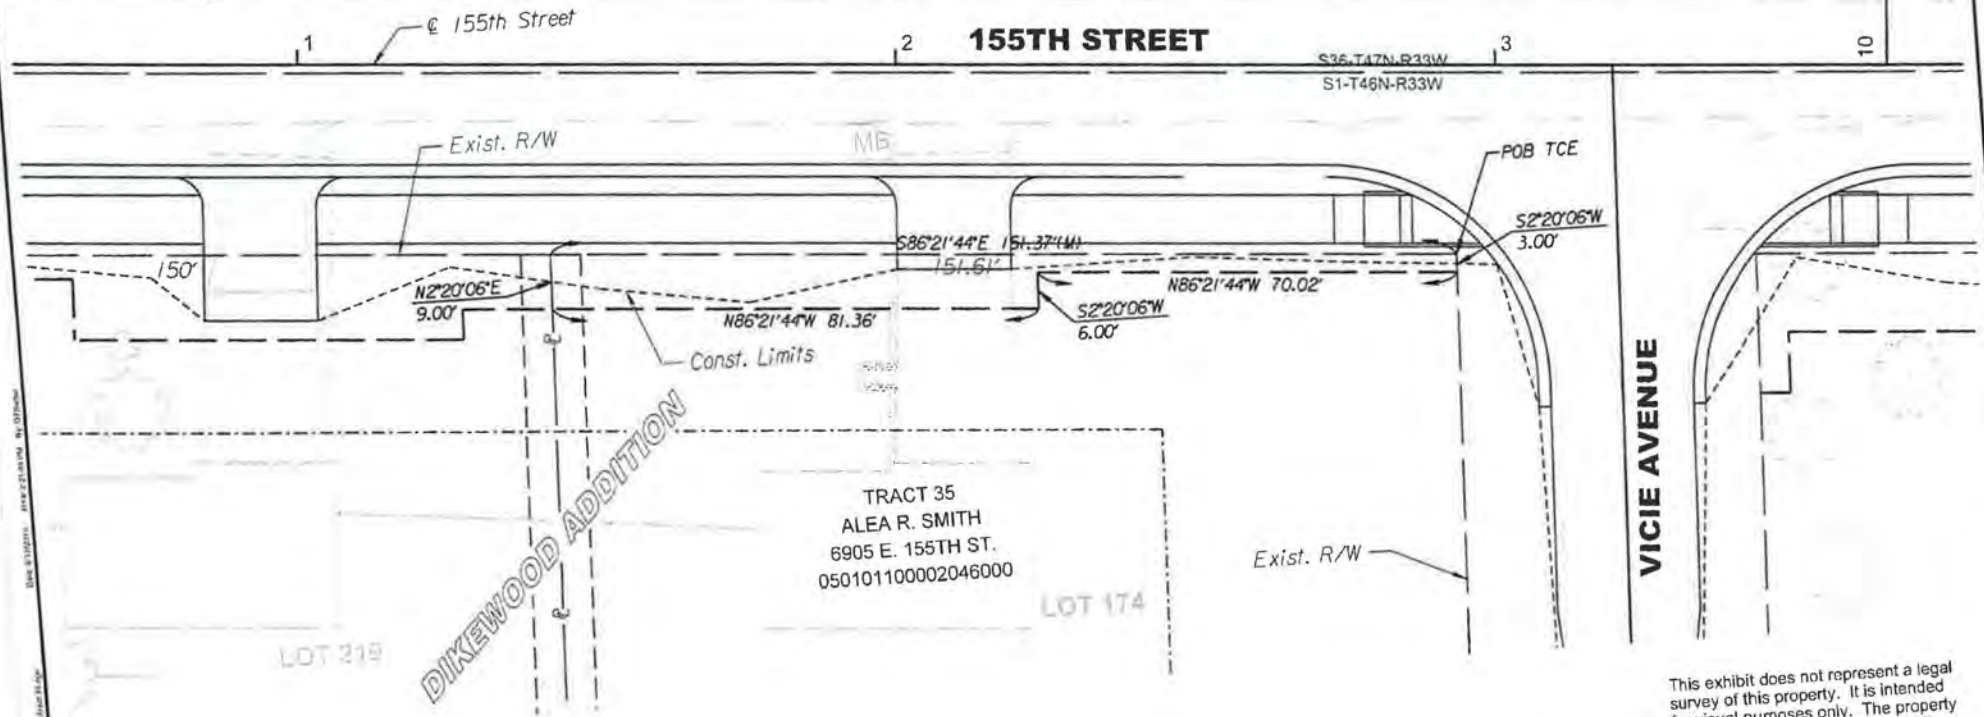 ℄ 155th Street
1
2
155TH STREET
3
10
S36-T47N-R33W
S1-T46N-R33W
Exist. R/W
MB
POB TCE
S2°20'06"W
3.00'
S86°21'44"E 151.37'(M)
151.61'
150'
N2°20'06"E
9.00'
N86°21'44"W 70.02'
S2°20'06"W
6.00'
N86°21'44"W 81.36'
Const. Limits
DIKEWOOD ADDITION
TRACT 35
ALEA R. SMITH
6905 E. 155TH ST.
050101100002046000
Exist. R/W
VICIE AVENUE
LOT 174
LOT 219
This exhibit does not represent a legal
survey of this property. It is intended
for visual purposes only. The property